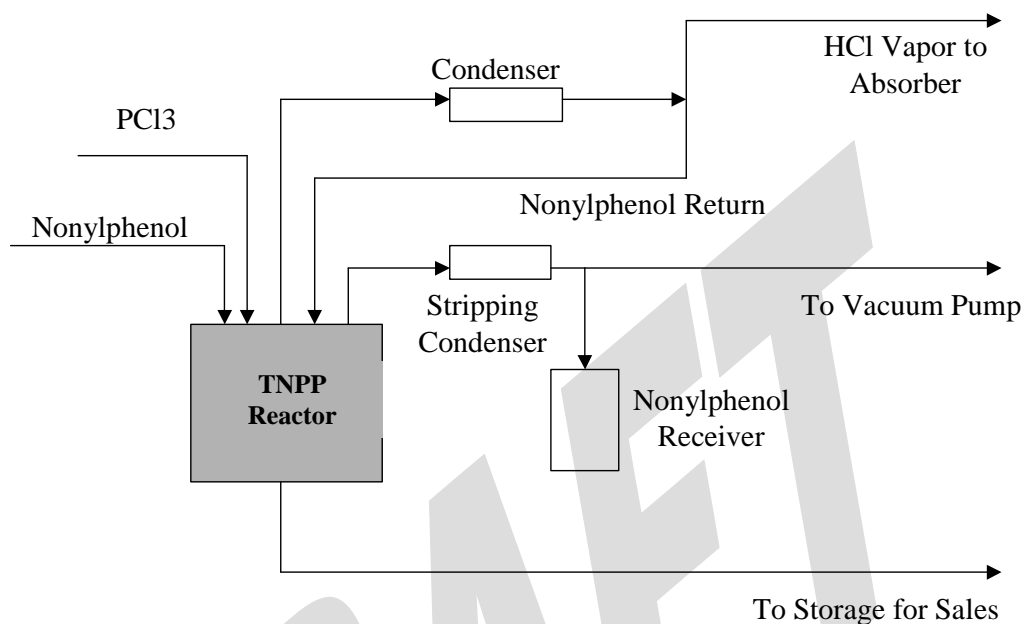 HCl Vapor to
Absorber
Condenser
PCl3
Nonylphenol Return
Nonylphenol
To Vacuum Pump
Stripping
Condenser
TNPP
Reactor
Nonylphenol
Receiver
To Storage for Sales